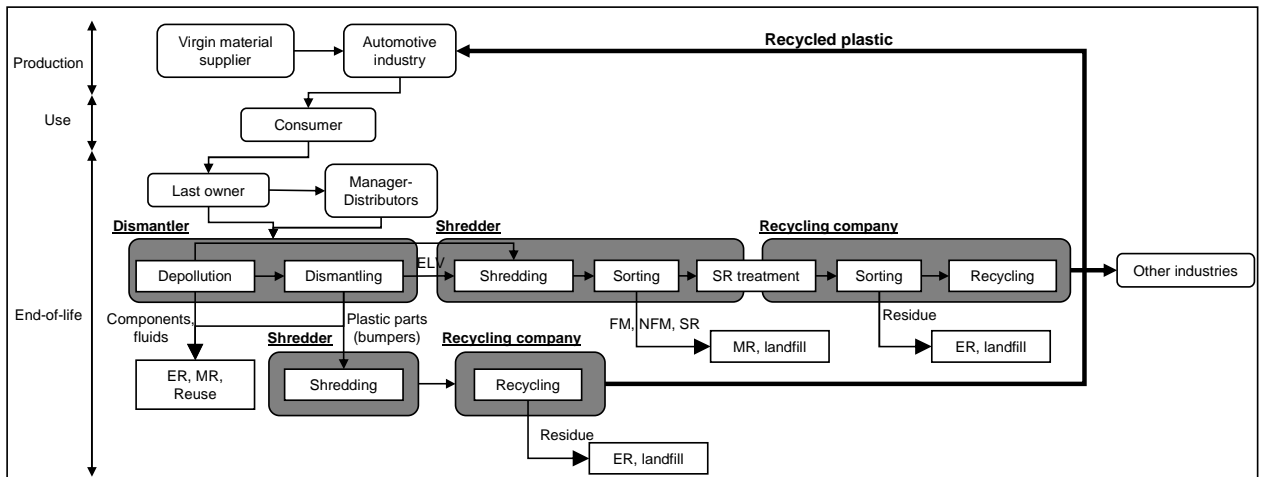 Production
Virgin material
supplier
Automotive
industry
Recycled plastic
Use
Consumer
Last owner
Manager-
Distributors
Dismantler
Shredder
Recycling company
Depollution
Dismantling
ELV
Shredding
Sorting
SR treatment
Sorting
Recycling
Other industries
End-of-life
Components,
fluids
Plastic parts
(bumpers)
FM, NFM, SR
Residue
MR, landfill
ER, landfill
Shredder
Recycling company
ER, MR,
Reuse
Shredding
Recycling
Residue
ER, landfill